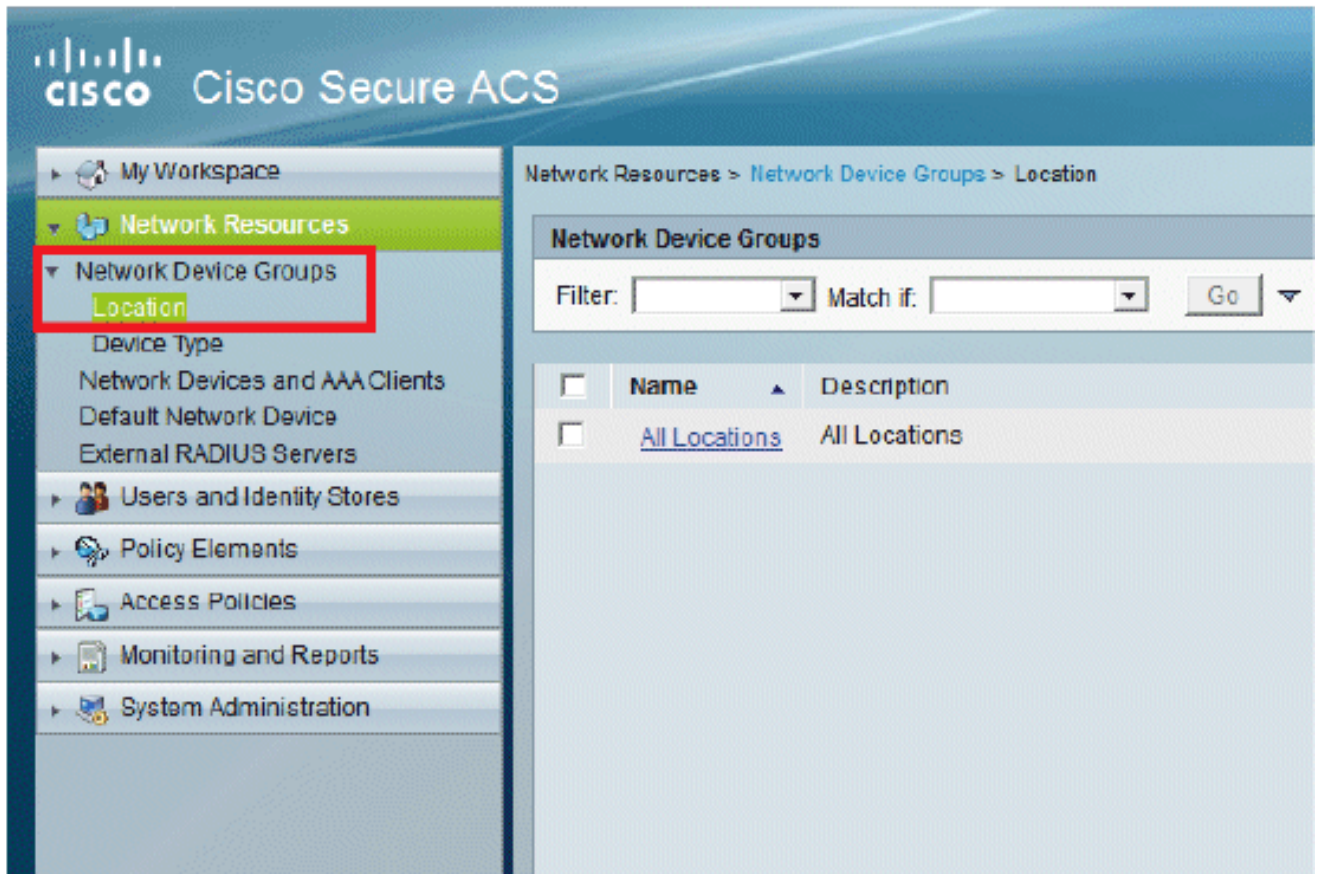 CISCO Cisco Secure ACS
My Workspace
Network Resources
Network Device Groups
Location
Device Type
Network Devices and AAA Clients
Default Network Device
External RADIUS Servers
Users and Identity Stores
Policy Elements
Access Policies
Monitoring and Reports
System Administration
Network Resources > Network Device Groups > Location
Network Device Groups
Filter: Match if: Go
Name Description
All Locations All Locations